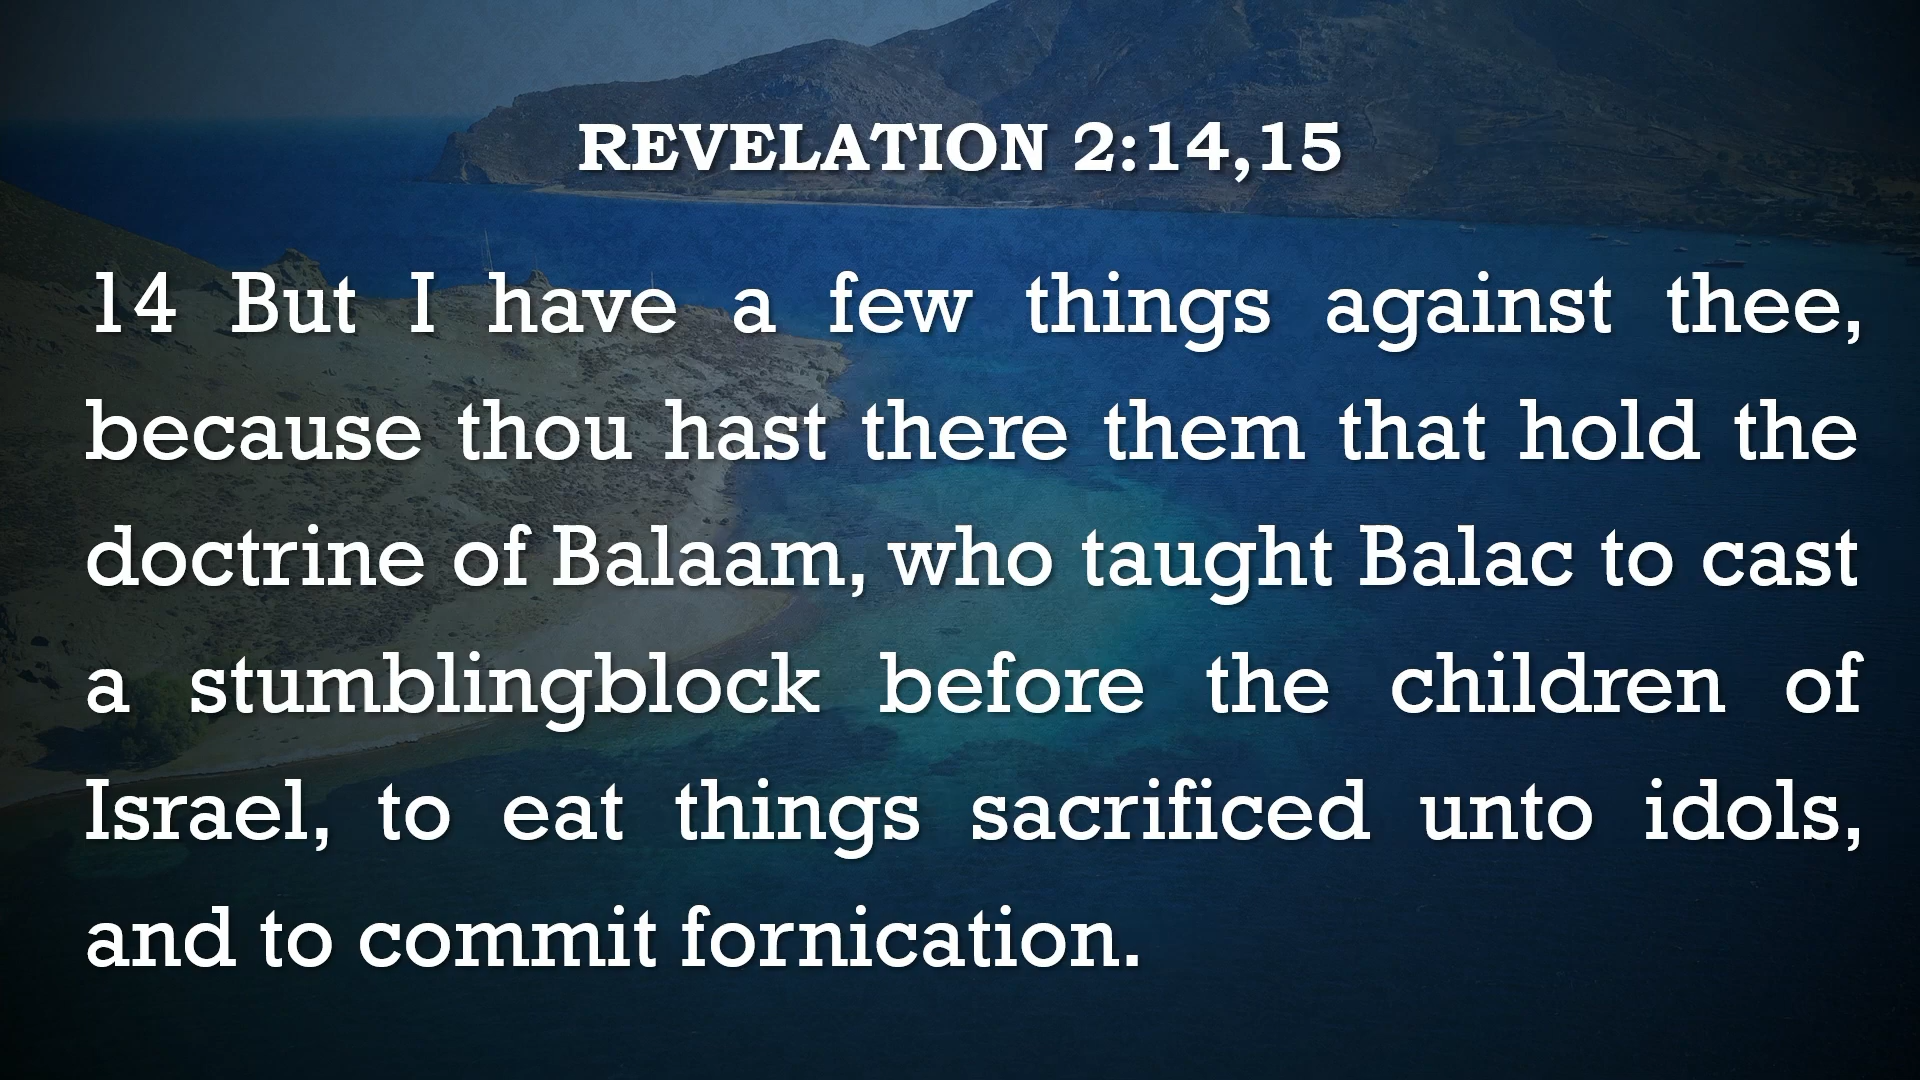 REVELATION 2:14,15
14 But I have a few things against thee,
because thou hast there them that hold the
doctrine of Balaam, who taught Balac to cast
a stumblingblock before the children of
Israel, to eat things sacrificed unto idols,
and to commit fornication.